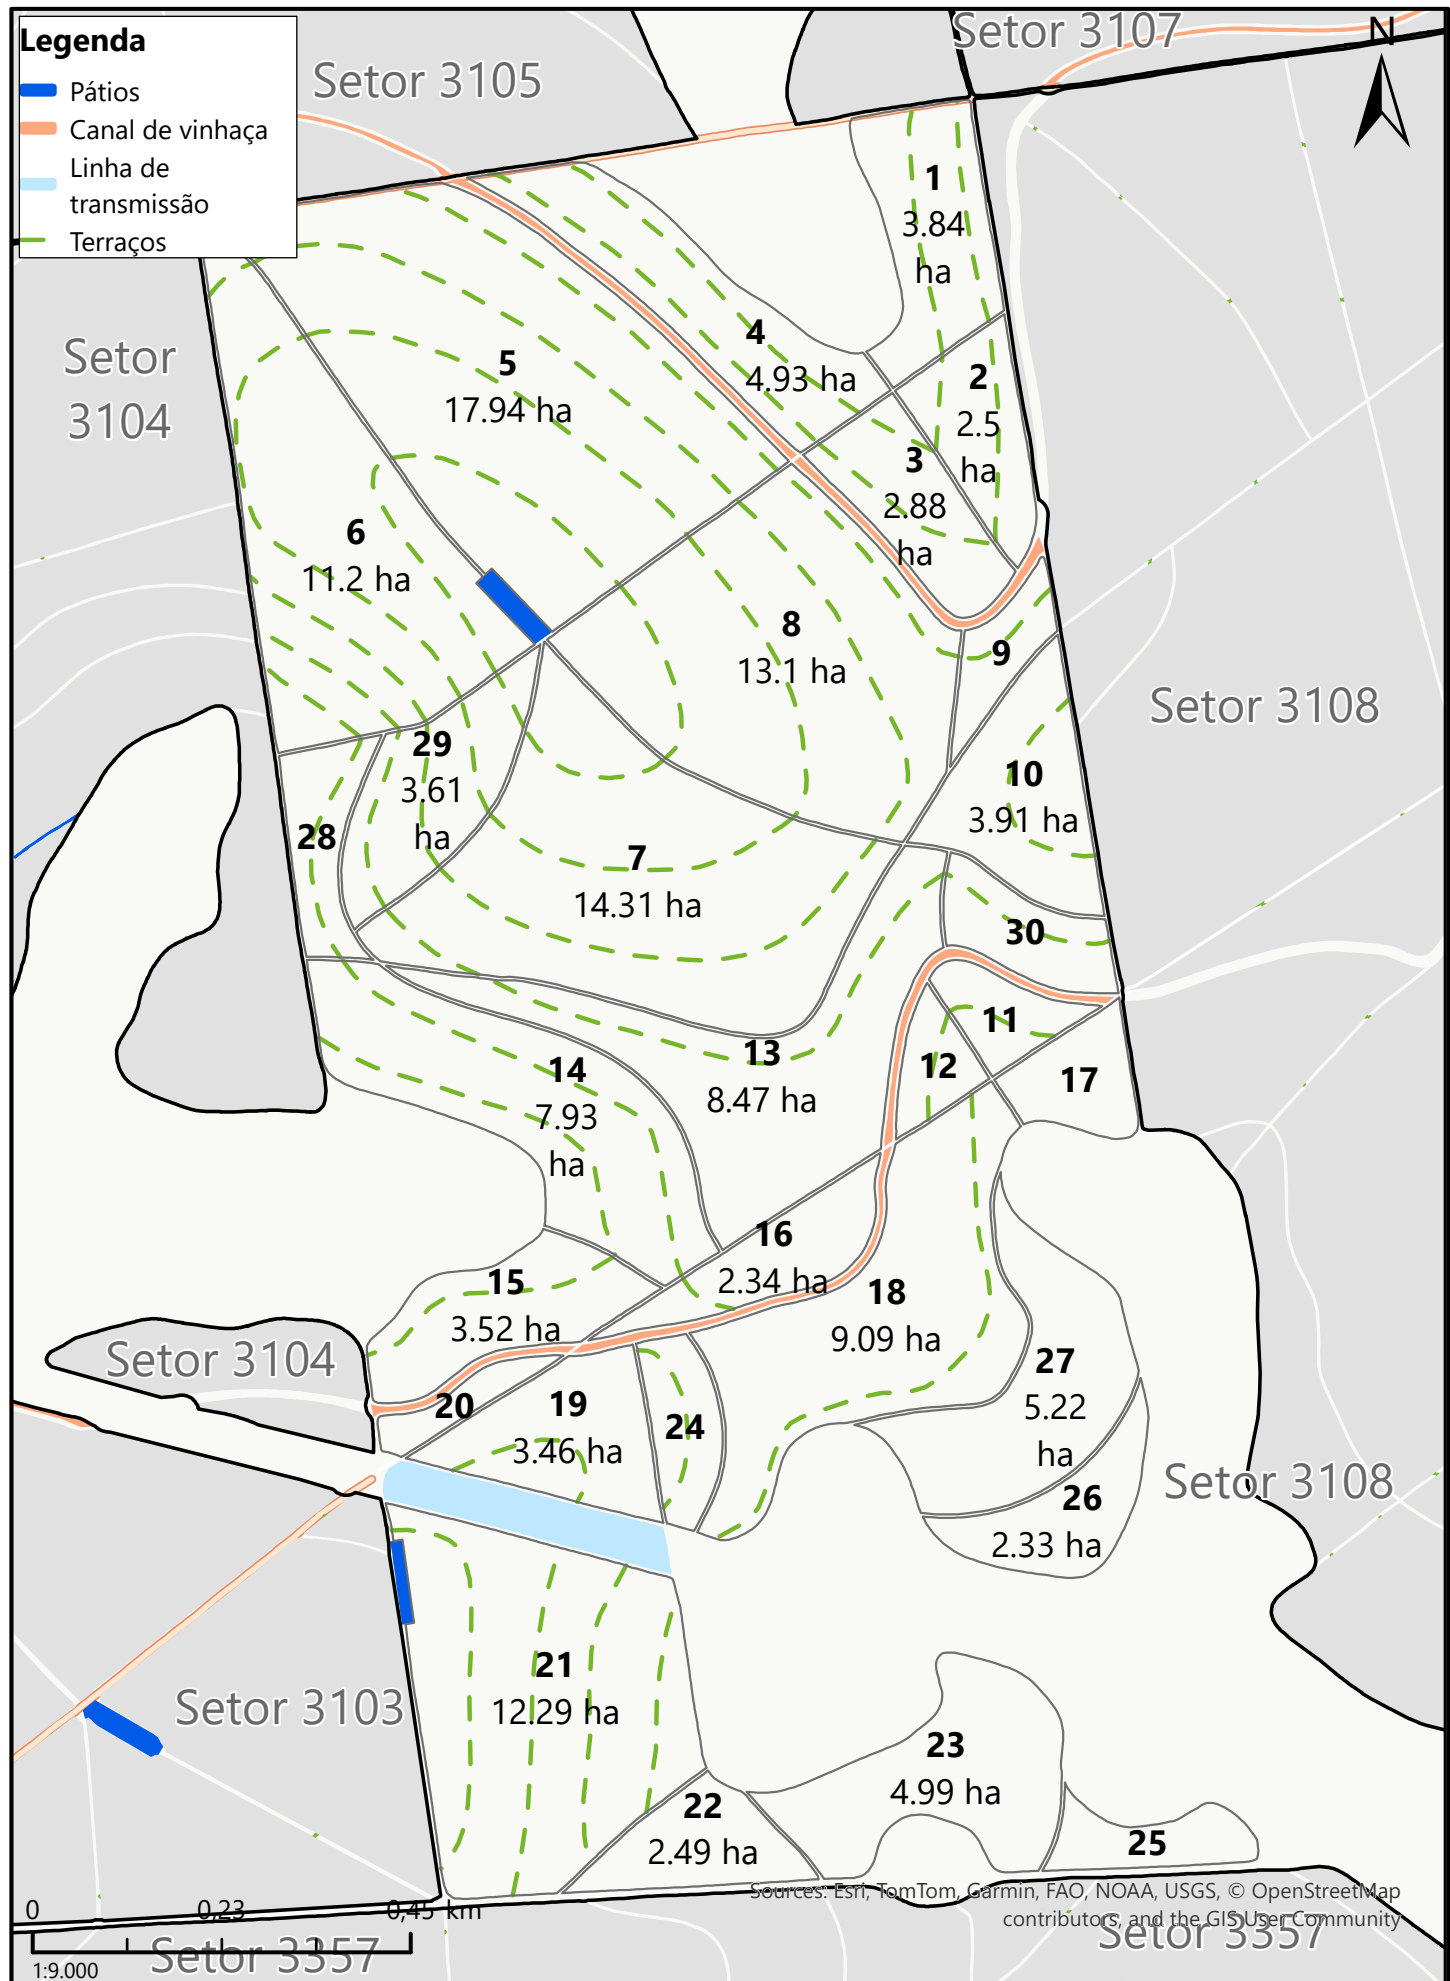 Legenda
Pátios
Canal de vinhaça
Linha de
transmissão
Terraços
Setor 3105
Setor 3107
N
1
3.84
ha
Setor
3104
4
4.93 ha
5
17.94 ha
2
2.5
ha
3
2.88
ha
6
11.2 ha
8
13.1 ha
9
Setor 3108
29
3.61
ha
10
3.91 ha
28
7
14.31 ha
30
11
13
8.47 ha
12
14
7.93
ha
17
16
2.34 ha
15
3.52 ha
18
9.09 ha
Setor 3104
27
5.22
ha
20
19
3.46 ha
24
Setor 3108
26
2.33 ha
21
12.29 ha
Setor 3103
23
4.99 ha
22
2.49 ha
25
Sources: Esri, TomTom, Garmin, FAO, NOAA, USGS, © OpenStreetMap
contributors, and the GIS User Community
0 0,23 0,45 km
Setor 3357
Setor 3357
1:9.000